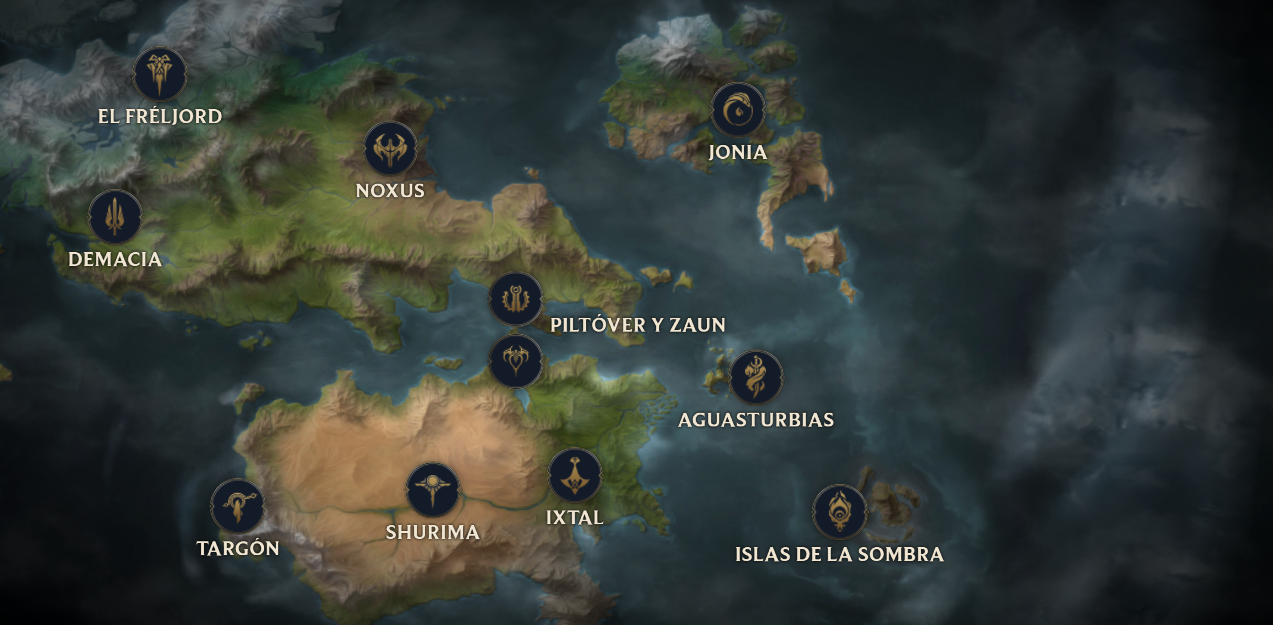 EL FRÉLJORD
NOXUS
JONIA
DEMACIA
PILTÓVER Y ZAUN
AGUASTURBIAS
SHURIMA
IXTAL
TARGÓN
ISLAS DE LA SOMBRA